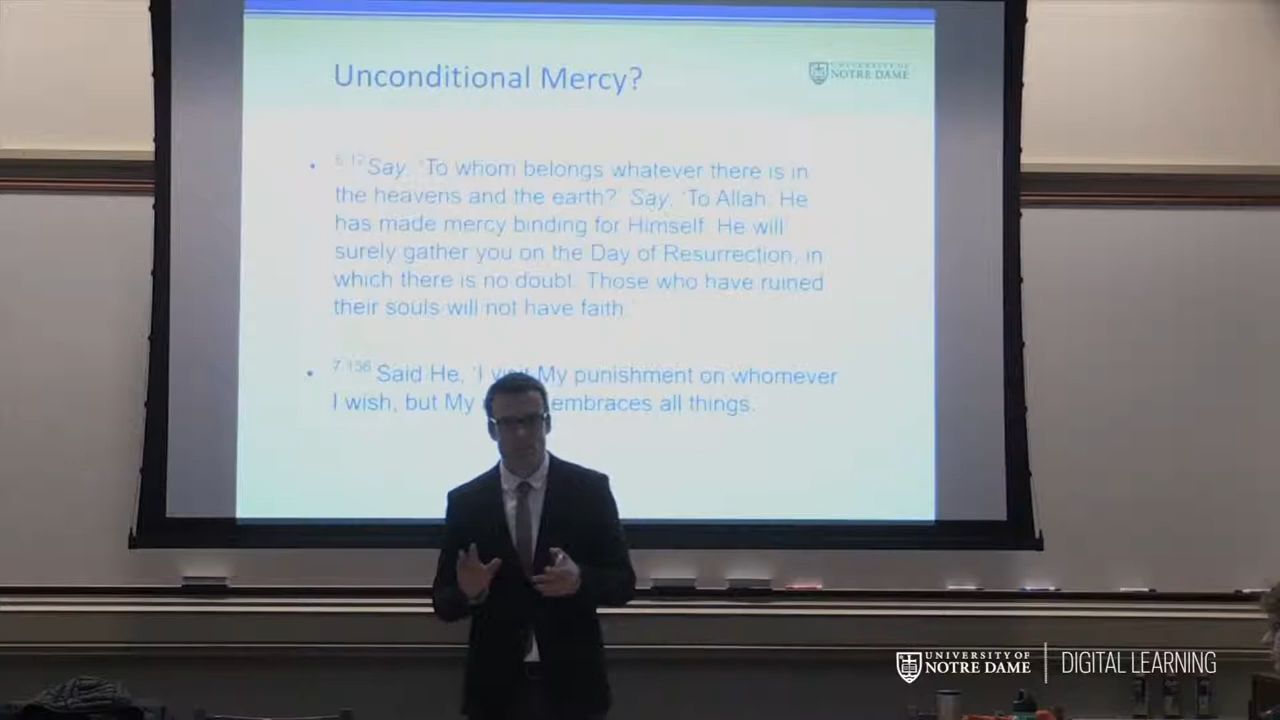 Unconditional Mercy?
UNIVERSITY OF
NOTRE DAME
• 6:12 Say, 'To whom belongs whatever there is in
the heavens and the earth?' Say, 'To Allah. He
has made mercy binding for Himself. He will
surely gather you on the Day of Resurrection, in
which there is no doubt. Those who have ruined
their souls will not have faith.'
• 7:156 Said He, 'I visit My punishment on whomever
I wish, but My embraces all things.
UNIVERSITY OF
NOTRE DAME
DIGITAL LEARNING